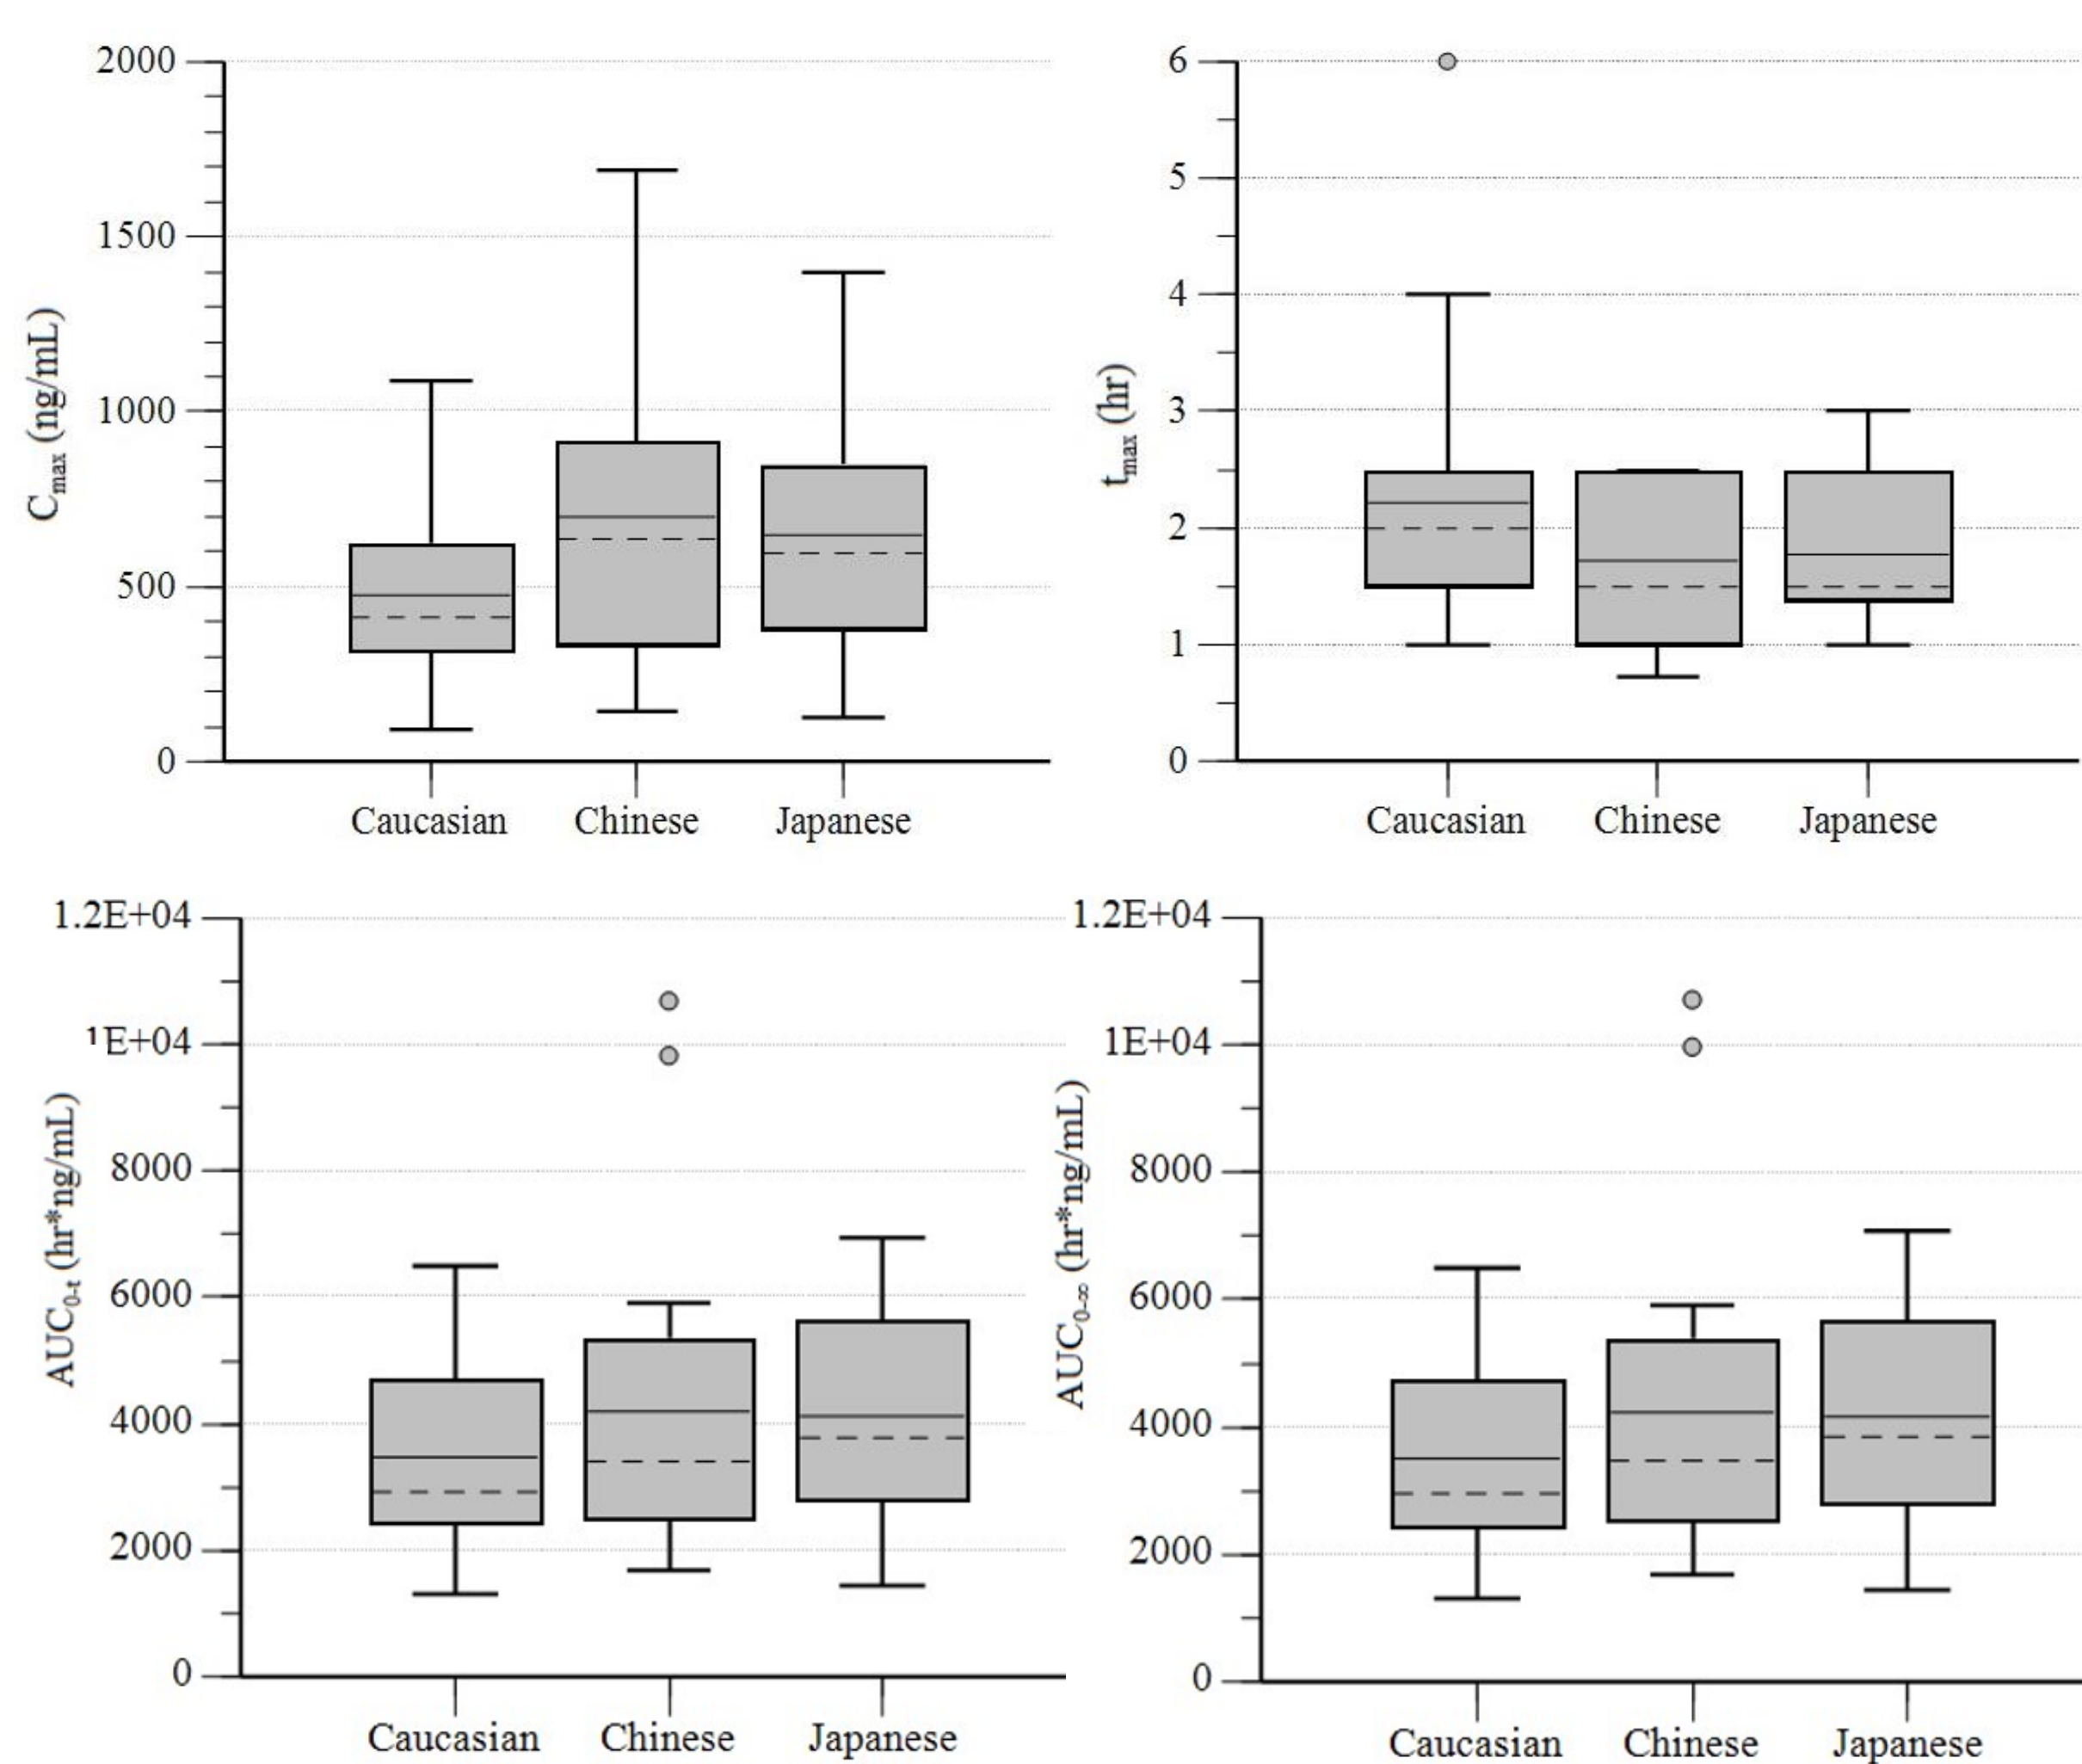 2000
1500
1000
500
0
Cmax (ng/mL)
Caucasian Chinese Japanese
6
5
4
3
2
1
0
tmax (hr)
Caucasian Chinese Japanese
1.2E+04
1E+04
8000
6000
4000
2000
0
AUC0-t (hr*ng/mL)
Caucasian Chinese Japanese
1.2E+04
1E+04
8000
6000
4000
2000
0
AUC0-∞ (hr*ng/mL)
Caucasian Chinese Japanese